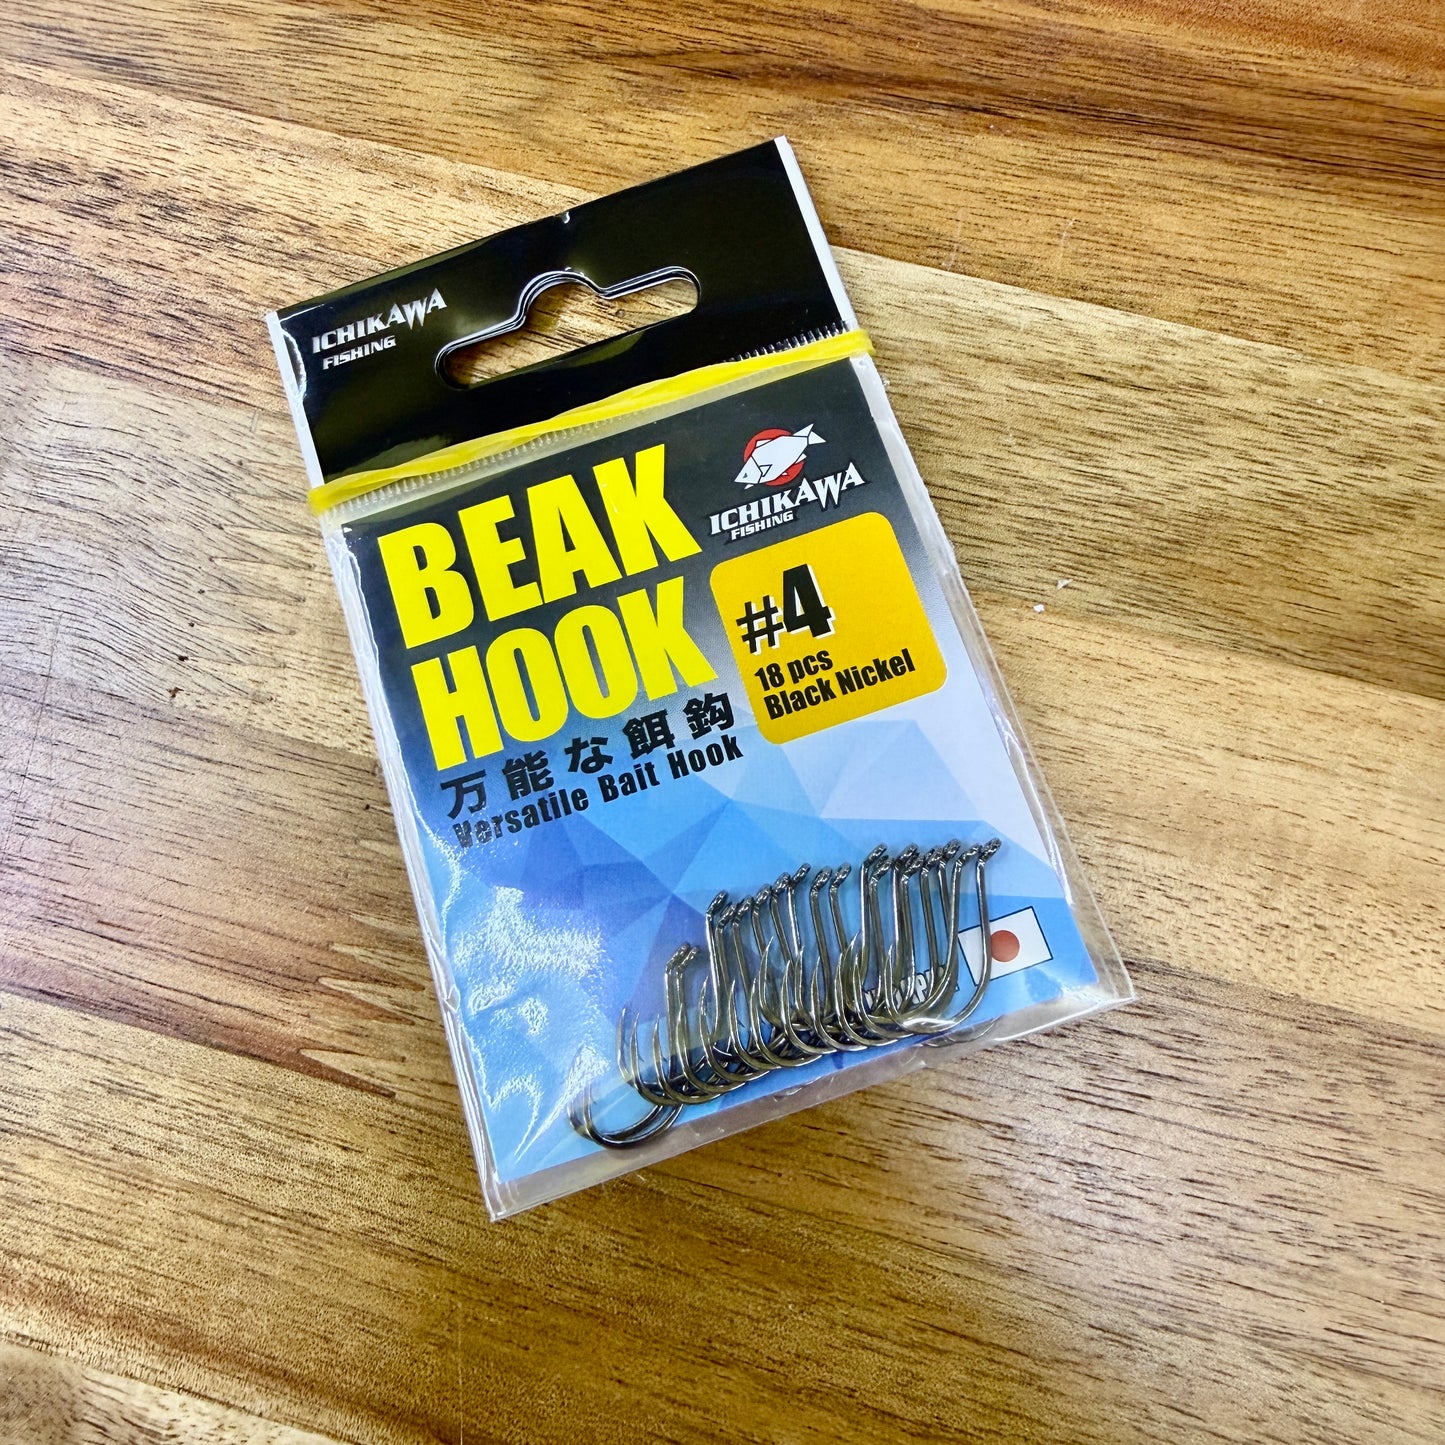 ICHIKAWA
FISHING
ICHIKAWA
FISHING
BEAK
HOOK
#4
18 pcs
Black Nickel
万能な餌鈎
Versatile Bait Hook